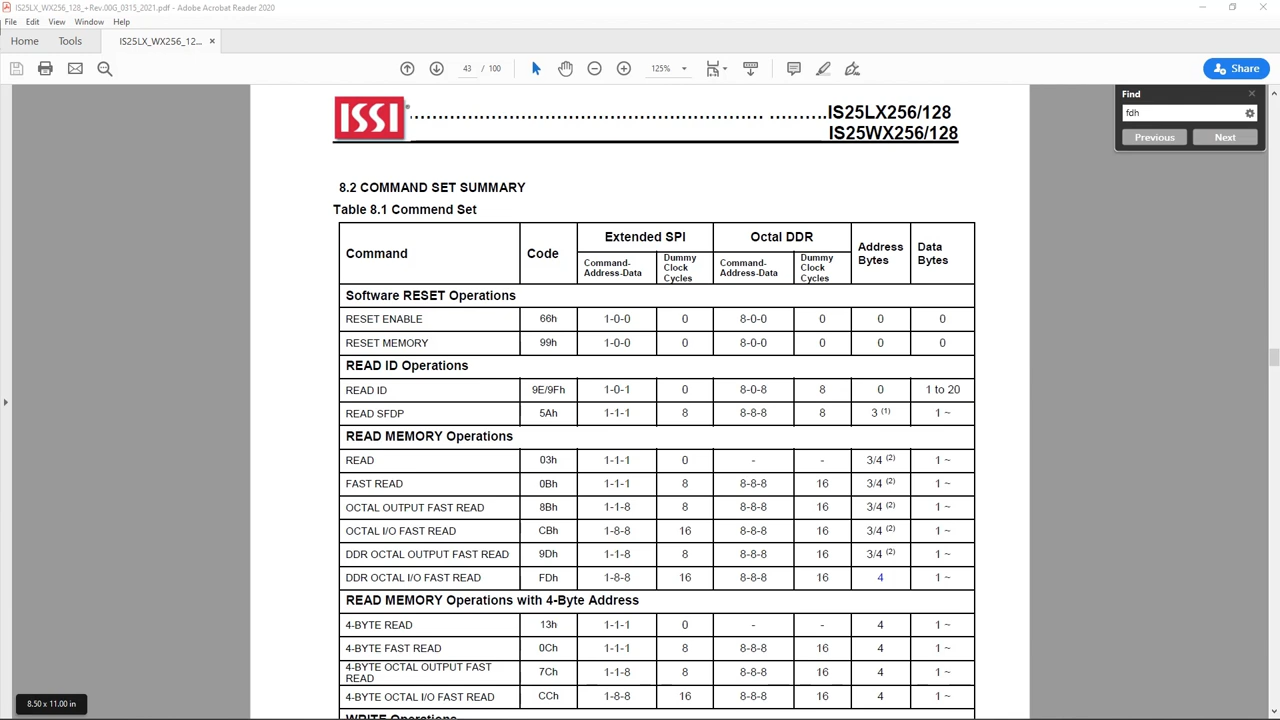 IS25LX_WX256_128_+Rev.00G_0315_2021.pdf - Adobe Acrobat Reader 2020
File Edit View Window Help
Home Tools IS25LX_WX256_12... ×
43 / 100 125% Share
Find
fdh
Previous Next
ISSI® IS25LX256/128
IS25WX256/128
8.2 COMMAND SET SUMMARY
Table 8.1 Commend Set
Command Code Extended SPI Octal DDR Address Bytes Data Bytes
Command-Address-Data Dummy Clock Cycles Command-Address-Data Dummy Clock Cycles
Software RESET Operations
RESET ENABLE 66h 1-0-0 0 8-0-0 0 0 0
RESET MEMORY 99h 1-0-0 0 8-0-0 0 0 0
READ ID Operations
READ ID 9E/9Fh 1-0-1 0 8-0-8 8 0 1 to 20
READ SFDP 5Ah 1-1-1 8 8-8-8 8 3 (1) 1 ~
READ MEMORY Operations
READ 03h 1-1-1 0 - - 3/4 (2) 1 ~
FAST READ 0Bh 1-1-1 8 8-8-8 16 3/4 (2) 1 ~
OCTAL OUTPUT FAST READ 8Bh 1-1-8 8 8-8-8 16 3/4 (2) 1 ~
OCTAL I/O FAST READ CBh 1-8-8 16 8-8-8 16 3/4 (2) 1 ~
DDR OCTAL OUTPUT FAST READ 9Dh 1-1-8 8 8-8-8 16 3/4 (2) 1 ~
DDR OCTAL I/O FAST READ FDh 1-8-8 16 8-8-8 16 4 1 ~
READ MEMORY Operations with 4-Byte Address
4-BYTE READ 13h 1-1-1 0 - - 4 1 ~
4-BYTE FAST READ 0Ch 1-1-1 8 8-8-8 16 4 1 ~
4-BYTE OCTAL OUTPUT FAST READ 7Ch 1-1-8 8 8-8-8 16 4 1 ~
4-BYTE OCTAL I/O FAST READ CCh 1-8-8 16 8-8-8 16 4 1 ~
WRITE Operations
8.50 x 11.00 in